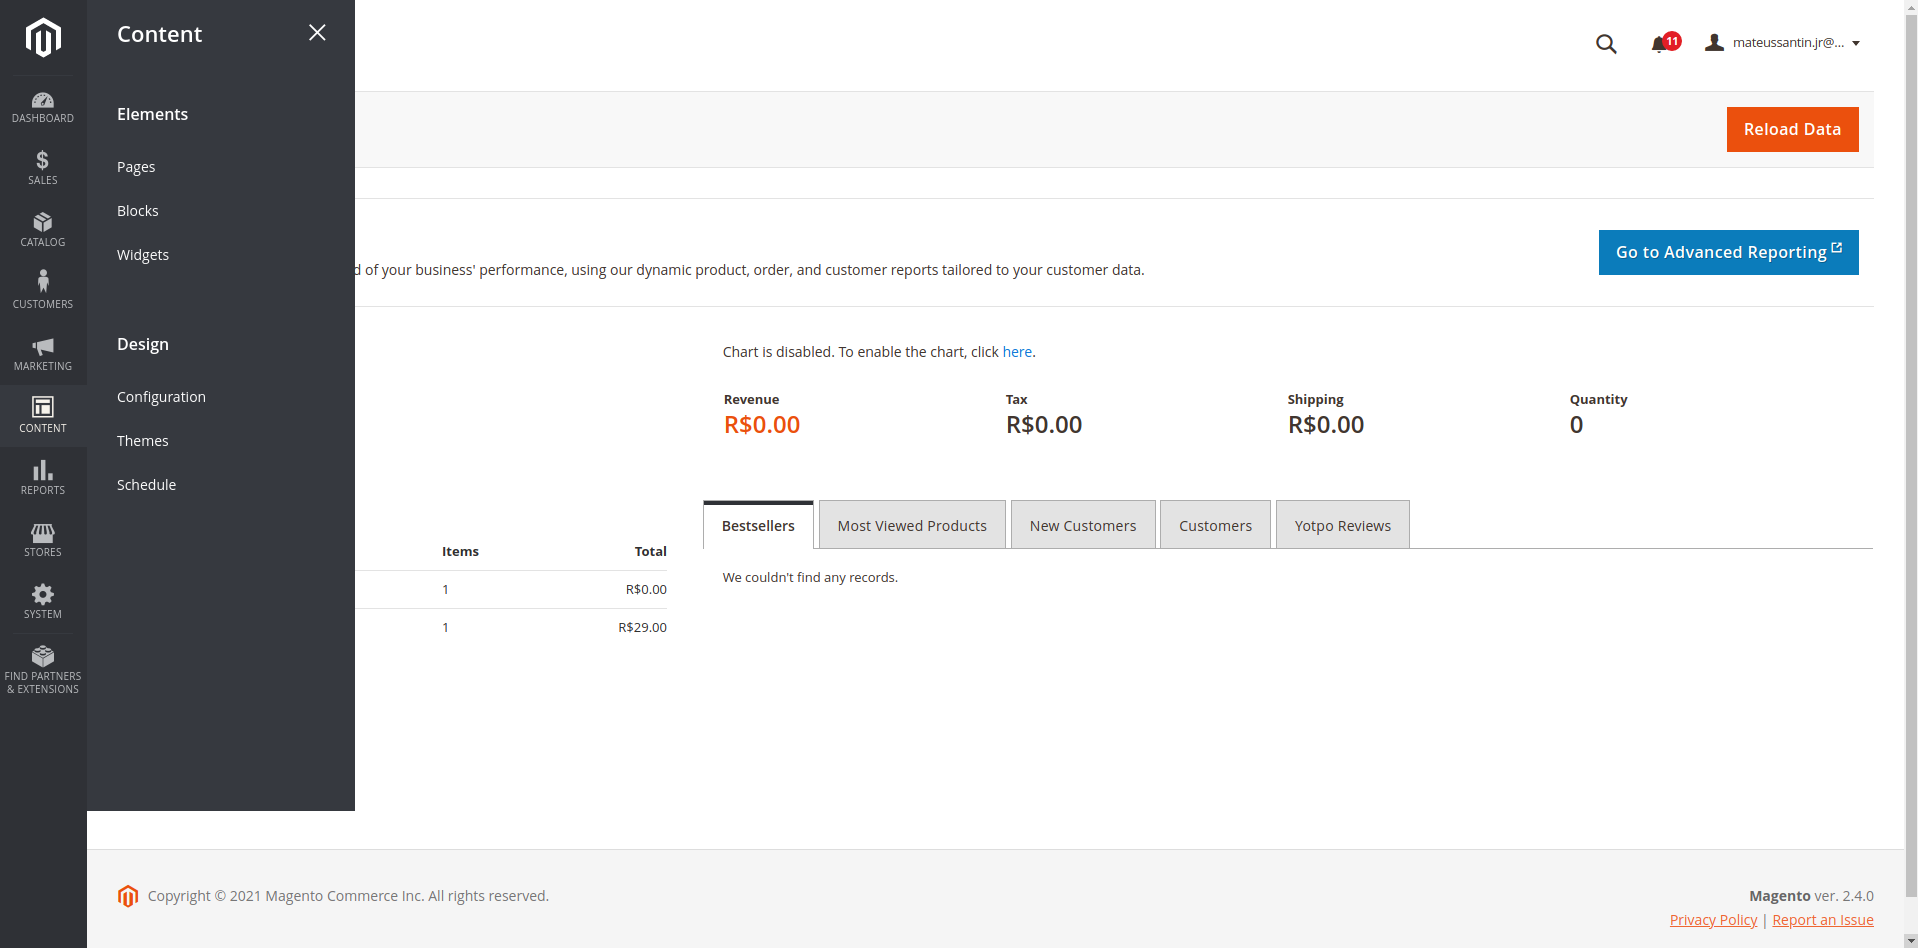 DASHBOARD
SALES
CATALOG
CUSTOMERS
MARKETING
CONTENT
REPORTS
STORES
SYSTEM
FIND PARTNERS
& EXTENSIONS
Content
Elements
Pages
Blocks
Widgets
Design
Configuration
Themes
Schedule
11
mateussantin.jr@...
Reload Data
d of your business' performance, using our dynamic product, order, and customer reports tailored to your customer data.
Go to Advanced Reporting
Chart is disabled. To enable the chart, click here.
Revenue Tax Shipping Quantity
R$0.00 R$0.00 R$0.00 0
Bestsellers Most Viewed Products New Customers Customers Yotpo Reviews
We couldn't find any records.
Items Total
1 R$0.00
1 R$29.00
Copyright © 2021 Magento Commerce Inc. All rights reserved.
Magento ver. 2.4.0
Privacy Policy | Report an Issue